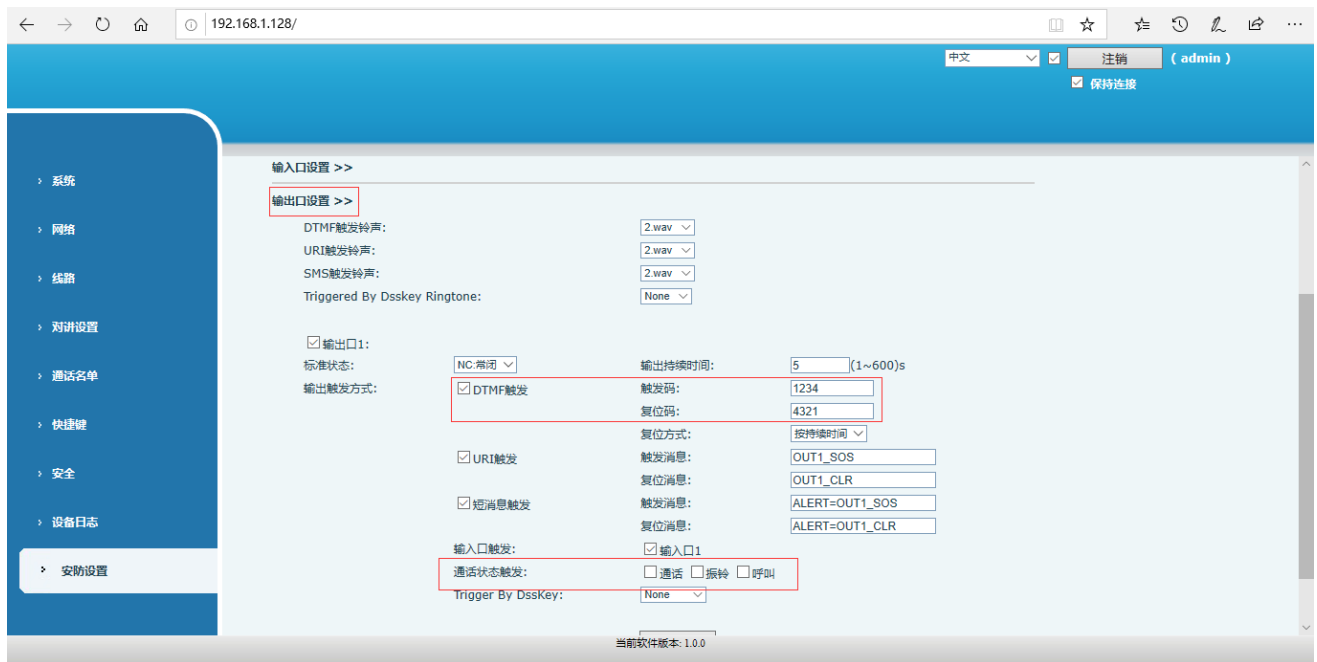 192.168.1.128/
中文 注销 ( admin )
保持连接
系统
网络
线路
对讲设置
通话名单
快捷键
安全
设备日志
安防设置
输入口设置 >>
输出口设置 >>
DTMF触发铃声: 2.wav
URI触发铃声: 2.wav
SMS触发铃声: 2.wav
Triggered By Dsskey Ringtone: None
输出口1:
标准状态: NC:常闭 输出持续时间: 5 (1~600)s
输出触发方式: DTMF触发 触发码: 1234
复位码: 4321
复位方式: 按持续时间
URI触发 触发消息: OUT1_SOS
复位消息: OUT1_CLR
短消息触发 触发消息: ALERT=OUT1_SOS
复位消息: ALERT=OUT1_CLR
输入口触发: 输入口1
通话状态触发: 通话 振铃 呼叫
Trigger By DssKey: None
当前软件版本: 1.0.0